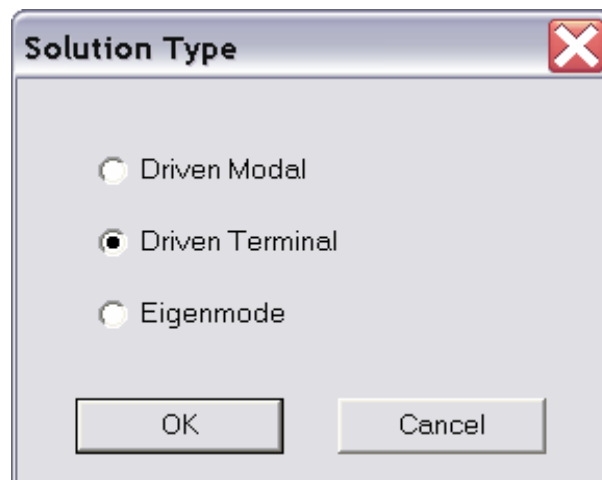 Solution Type
Driven Modal
Driven Terminal
Eigenmode
OK
Cancel